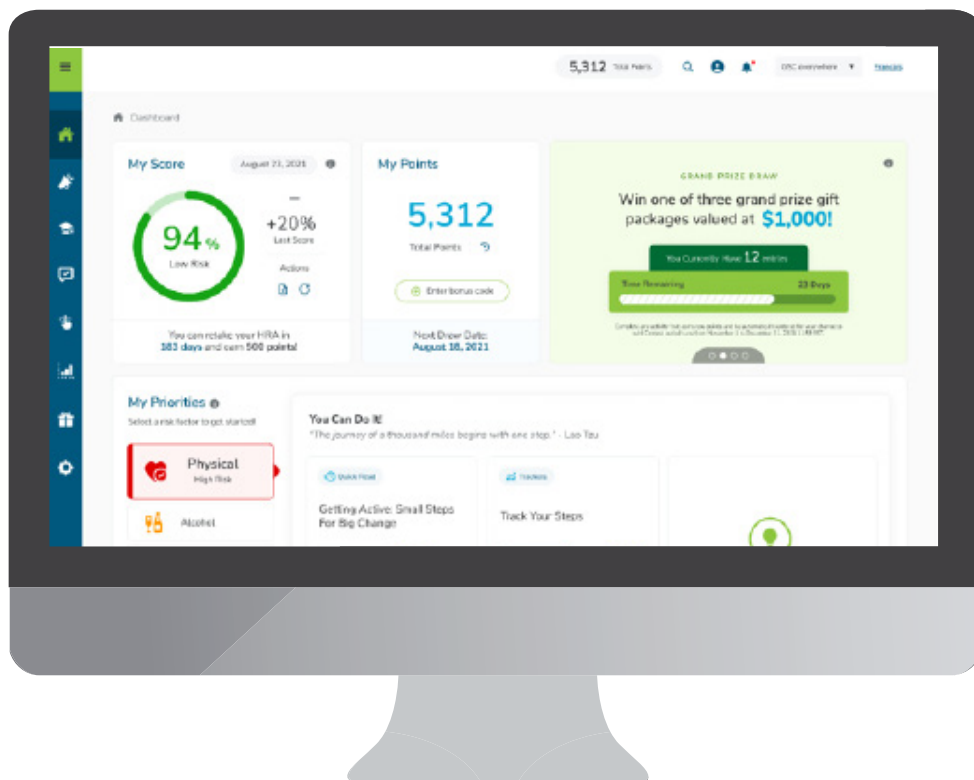 5,312 Total Points
GSC everywhere
Français
Dashboard
My Score
August 23, 2021
94%
Low Risk
+20%
Last Score
Actions
You can retake your HRA in
183 days and earn 500 points!
My Points
5,312
Total Points
Enter bonus code
Next Draw Date:
August 18, 2021
GRAND PRIZE DRAW
Win one of three grand prize gift
packages valued at $1,000!
You Currently Have 12 entries
Time Remaining 23 Days
My Priorities
Select a risk factor to get started!
Physical
High Risk
Alcohol
You Can Do It!
"The journey of a thousand miles begins with one step." - Lao Tzu
Quick Read
Getting Active: Small Steps
For Big Change
Trackers
Track Your Steps